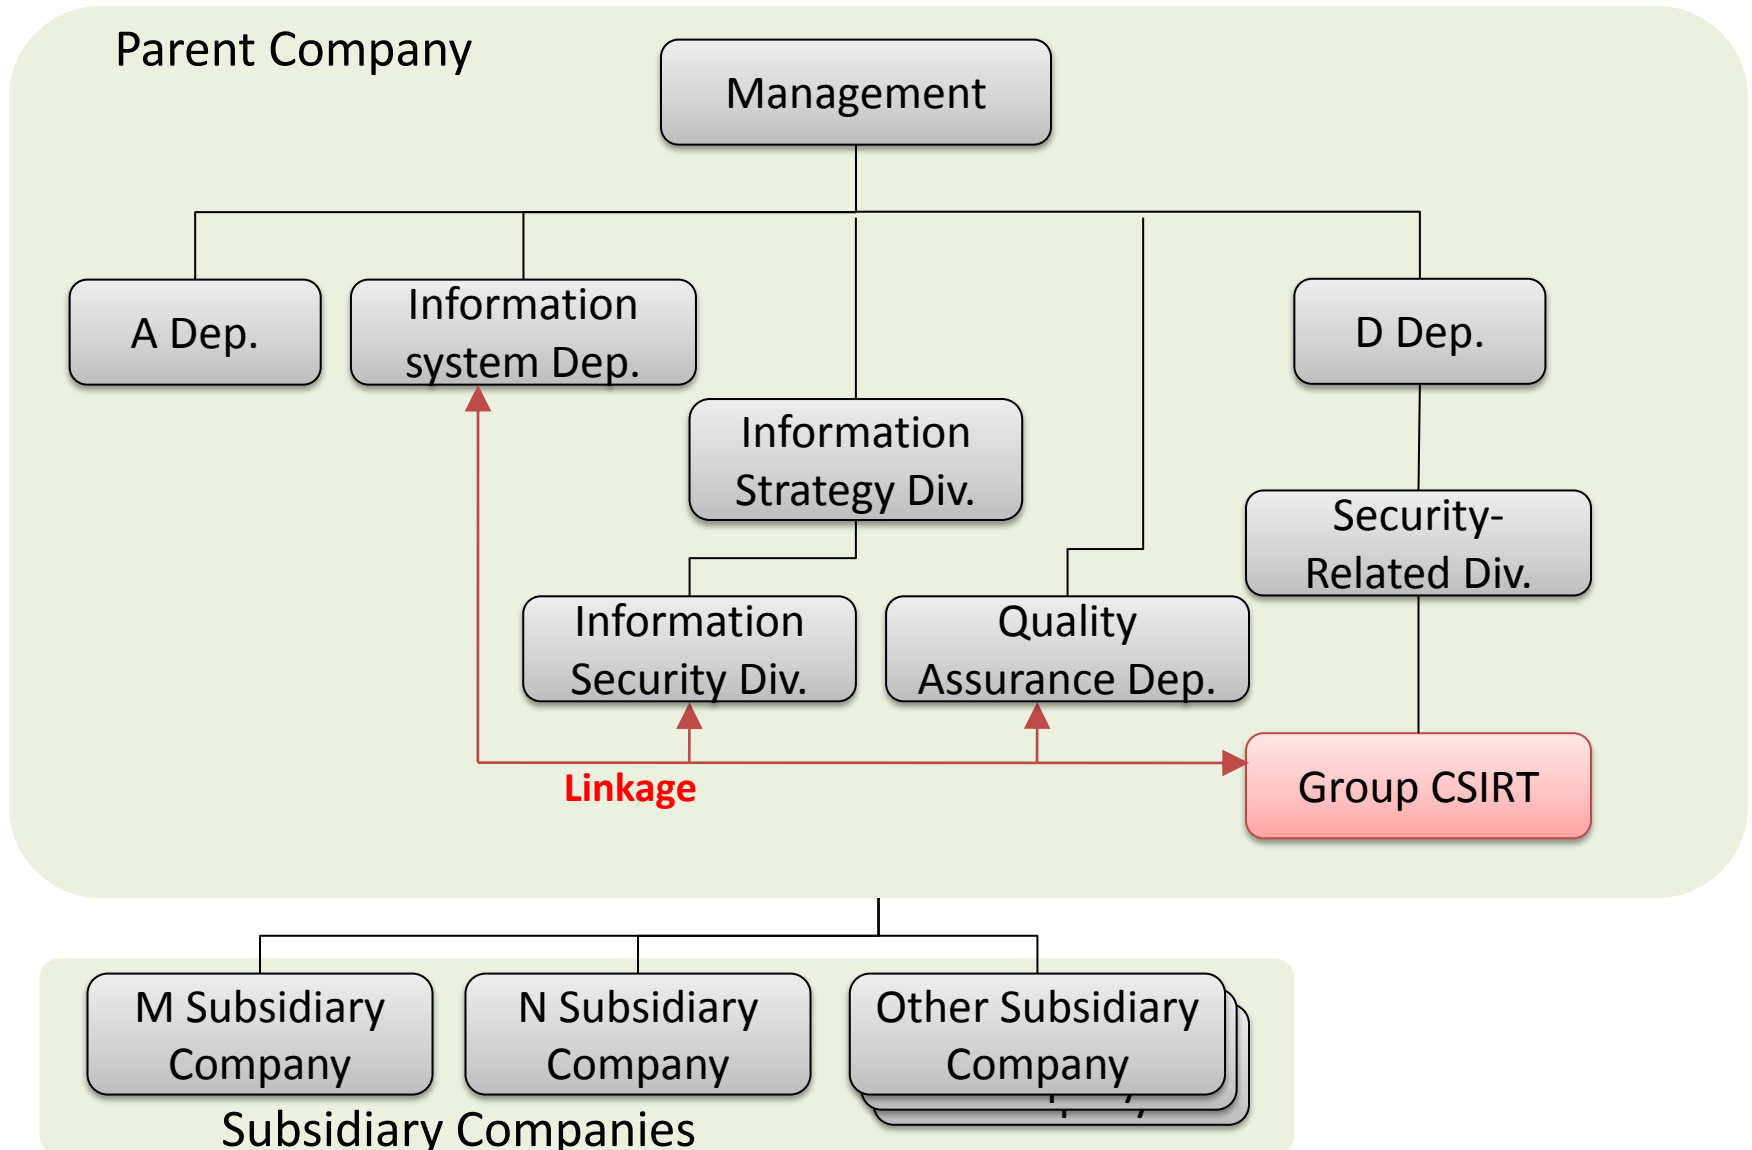 Parent Company
Management
A Dep.
Information
system Dep.
D Dep.
Information
Strategy Div.
Security-
Related Div.
Information
Security Div.
Quality
Assurance Dep.
Linkage
Group CSIRT
M Subsidiary
Company
N Subsidiary
Company
Other Subsidiary
Company
Subsidiary Companies